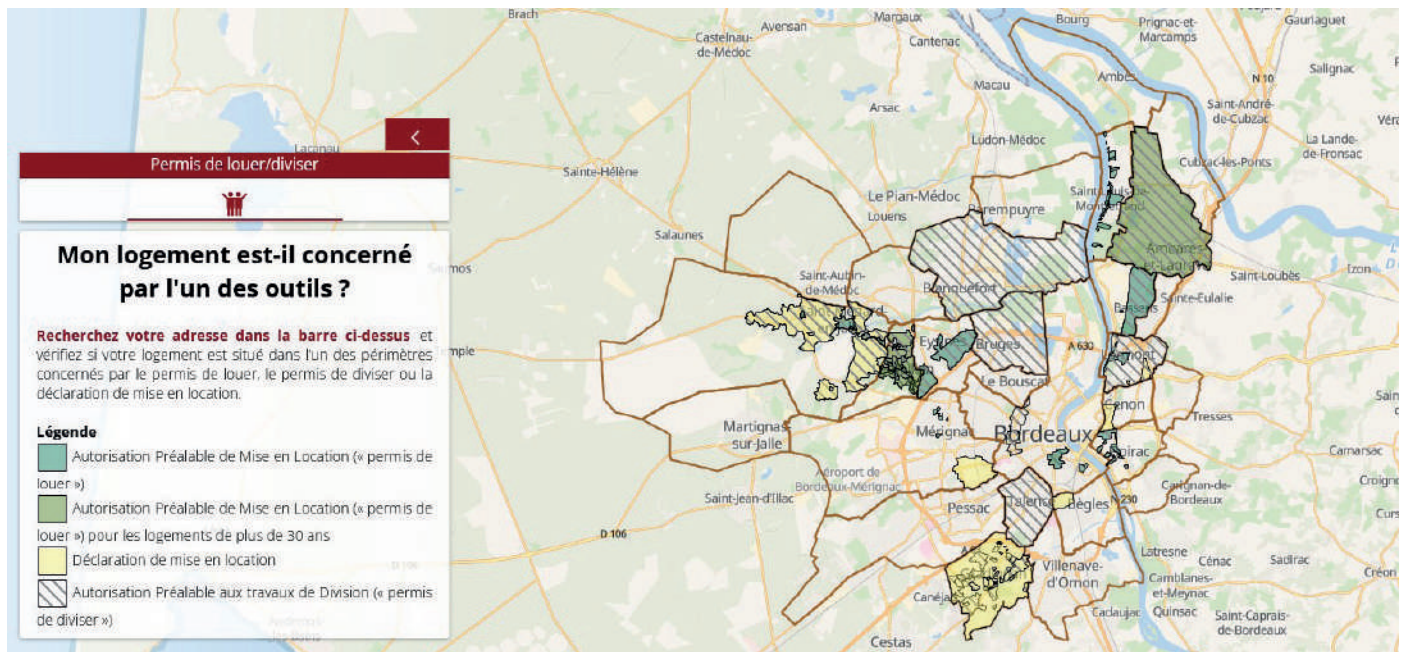 Permis de louer/diviser
Mon logement est-il concerné
par l'un des outils ?
Recherchez votre adresse dans la barre ci-dessus et
vérifiez si votre logement est situé dans l'un des périmètres
concernés par le permis de louer, le permis de diviser ou la
déclaration de mise en location.
Légende
Autorisation Préalable de Mise en Location (« permis de
louer »)
Autorisation Préalable de Mise en Location (« permis de
louer ») pour les logements de plus de 30 ans
Déclaration de mise en location
Autorisation Préalable aux travaux de Division (« permis
de diviser »)
Brach
Avensan
Margaux
Bourg
Prignac-et-
Marcamps
Gauriaguet
Castelnau-
de-Médoc
Cantenac
Ambès
N 10
Salignac
Macau
Arsac
Saint-André-
de-Cubzac
Lacanau
Ludon-Médoc
La Lande-
de-Fronsac
Cubzac-les-Ponts
Sainte-Hélène
Le Pian-Médoc
Louens
Parempuyre
Salaunes
Saint-Loubès
Izon
Saint-Aubin-
de-Médoc
Blanquefort
Sainte-Eulalie
Bruges
A 630
Le Bouscat
Cenon
Tresses
Martignas-
sur-Jalle
Mérignac
Bordeaux
Camarsac
Aéroport de
Bordeaux-Mérignac
Saint-Jean-d'Illac
Pessac
Talence
Bègles
N 230
Carignan-de-
Bordeaux
D 106
Latresne
Cénac
Sadirac
Créon
Villenave-
d'Ornon
Camblanes-
et-Meynac
Cadaujac
Quinsac
Saint-Caprais-
de-Bordeaux
Cestas